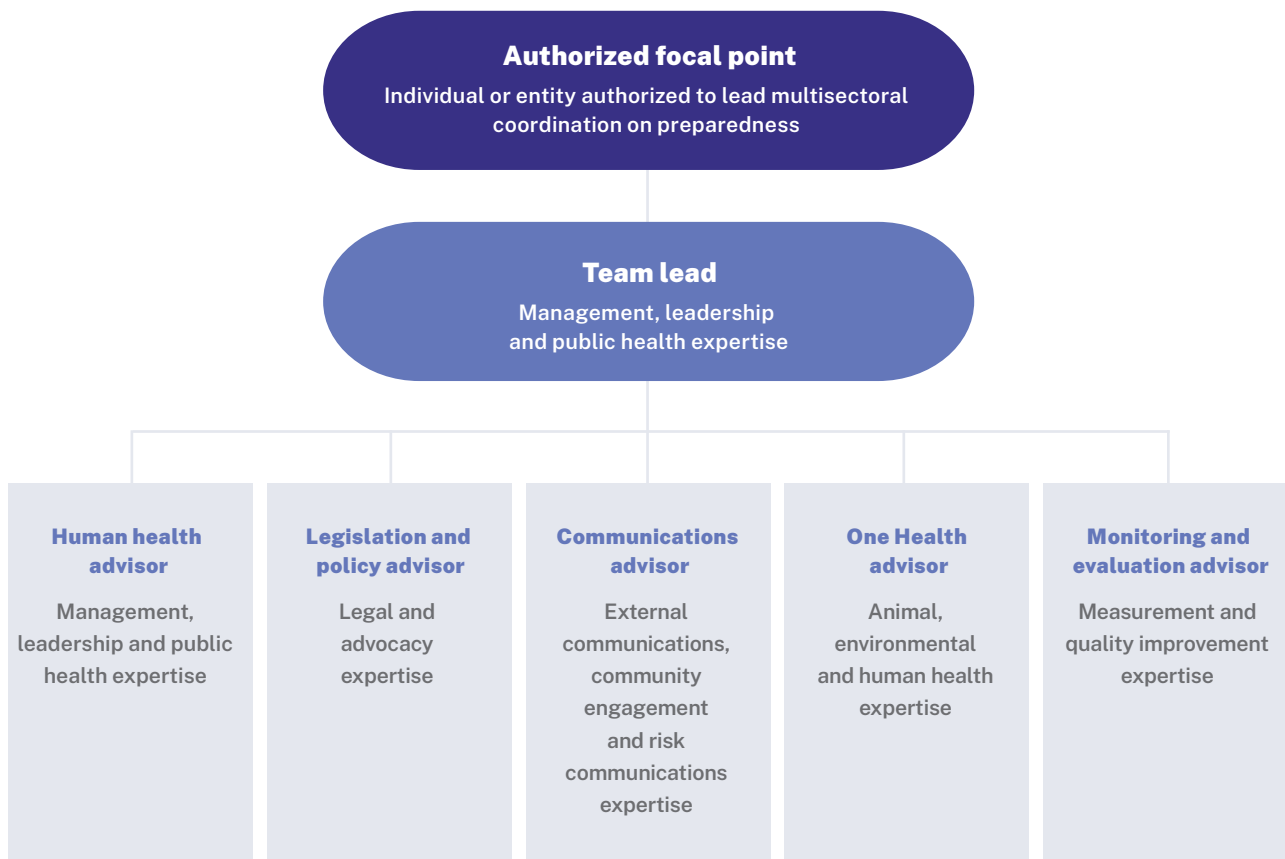 Authorized focal point
Individual or entity authorized to lead multisectoral
coordination on preparedness
Team lead
Management, leadership
and public health expertise
Human health
advisor
Management,
leadership and public
health expertise
Legislation and
policy advisor
Legal and
advocacy
expertise
Communications
advisor
External
communications,
community
engagement
and risk
communications
expertise
One Health
advisor
Animal,
environmental
and human health
expertise
Monitoring and
evaluation advisor
Measurement and
quality improvement
expertise